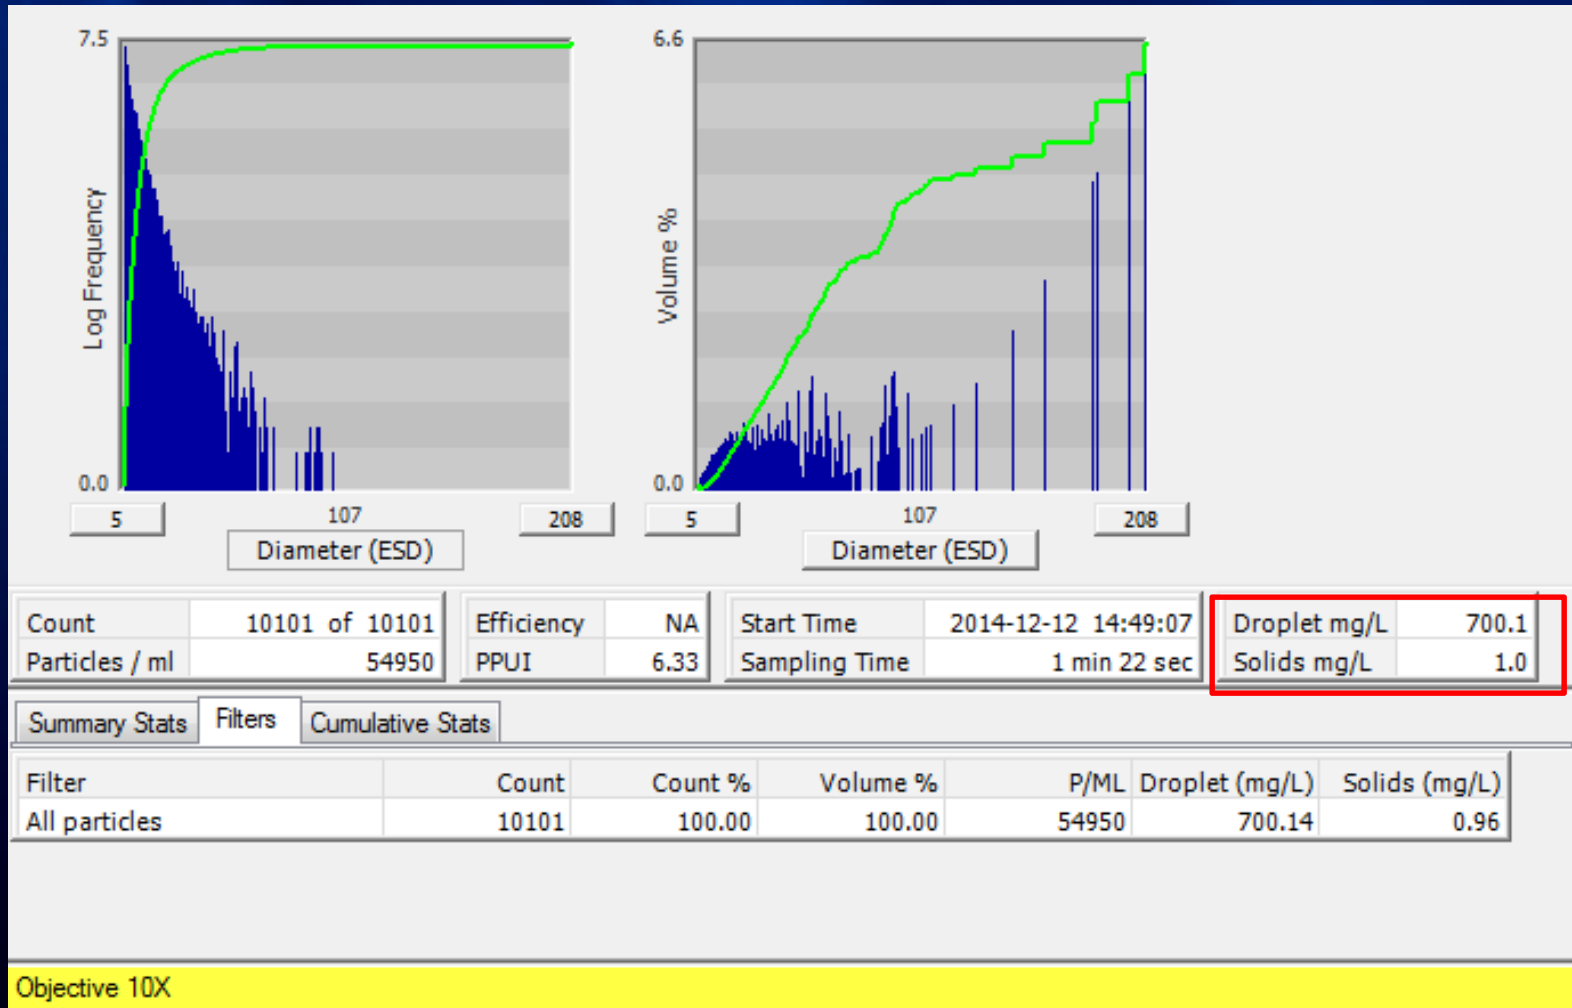 7.5
Log Frequency
0.0
5
107
208
Diameter (ESD)
6.6
Volume %
0.0
5
107
208
Diameter (ESD)
Count 10101 of 10101
Particles / ml 54950
Efficiency NA
PPUI 6.33
Start Time 2014-12-12 14:49:07
Sampling Time 1 min 22 sec
Droplet mg/L 700.1
Solids mg/L 1.0
Summary Stats Filters Cumulative Stats
Filter Count Count % Volume % P/ML Droplet (mg/L) Solids (mg/L)
All particles 10101 100.00 100.00 54950 700.14 0.96
Objective 10X